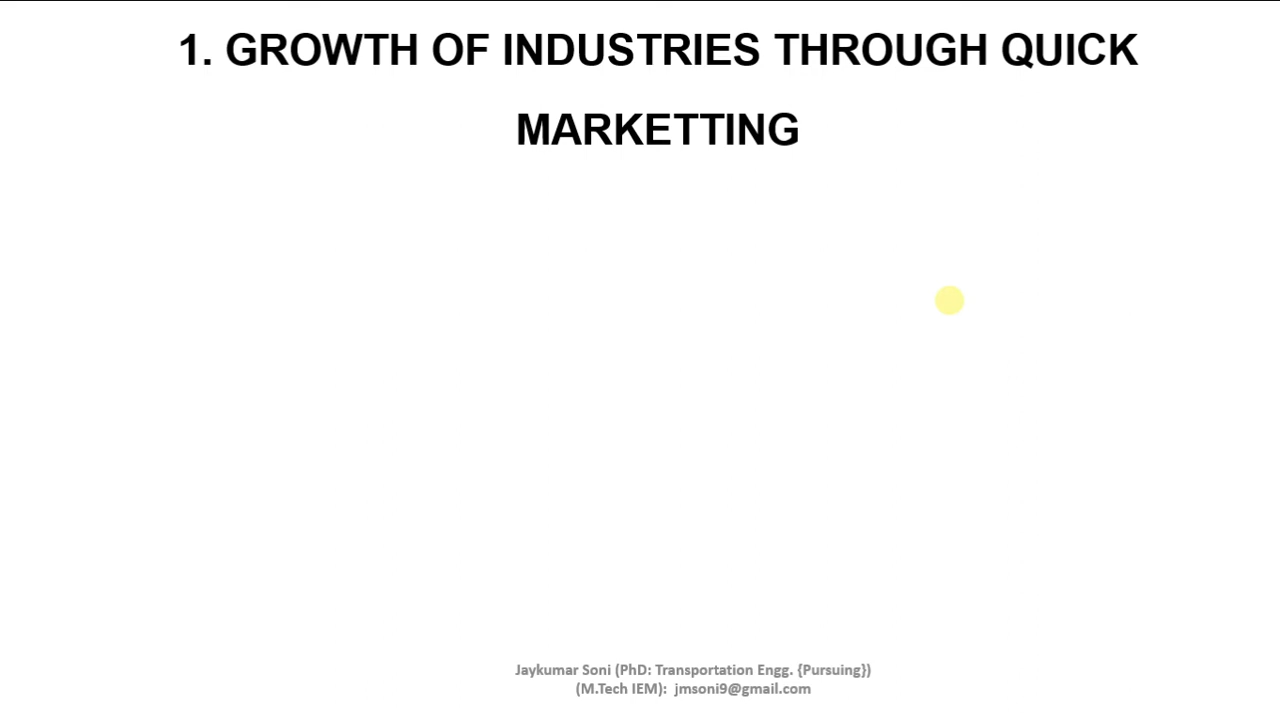 1. GROWTH OF INDUSTRIES THROUGH QUICK
MARKETTING
Jaykumar Soni (PhD: Transportation Engg. {Pursuing})
(M.Tech IEM): jmsoni9@gmail.com